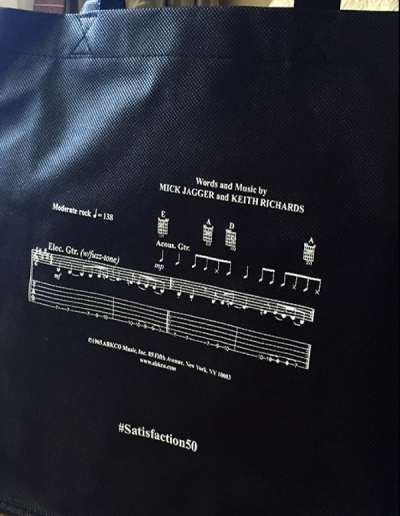 Words and Music by
MICK JAGGER and KEITH RICHARDS
Moderate rock ♩=138
E A D A
Elec. Gtr. (w/fuzz-tone)
Acous. Gtr.
mp
mf
©1965 ABKCO Music, Inc. 85 Fifth Avenue, New York, NY 10003
www.abkco.com
#Satisfaction50